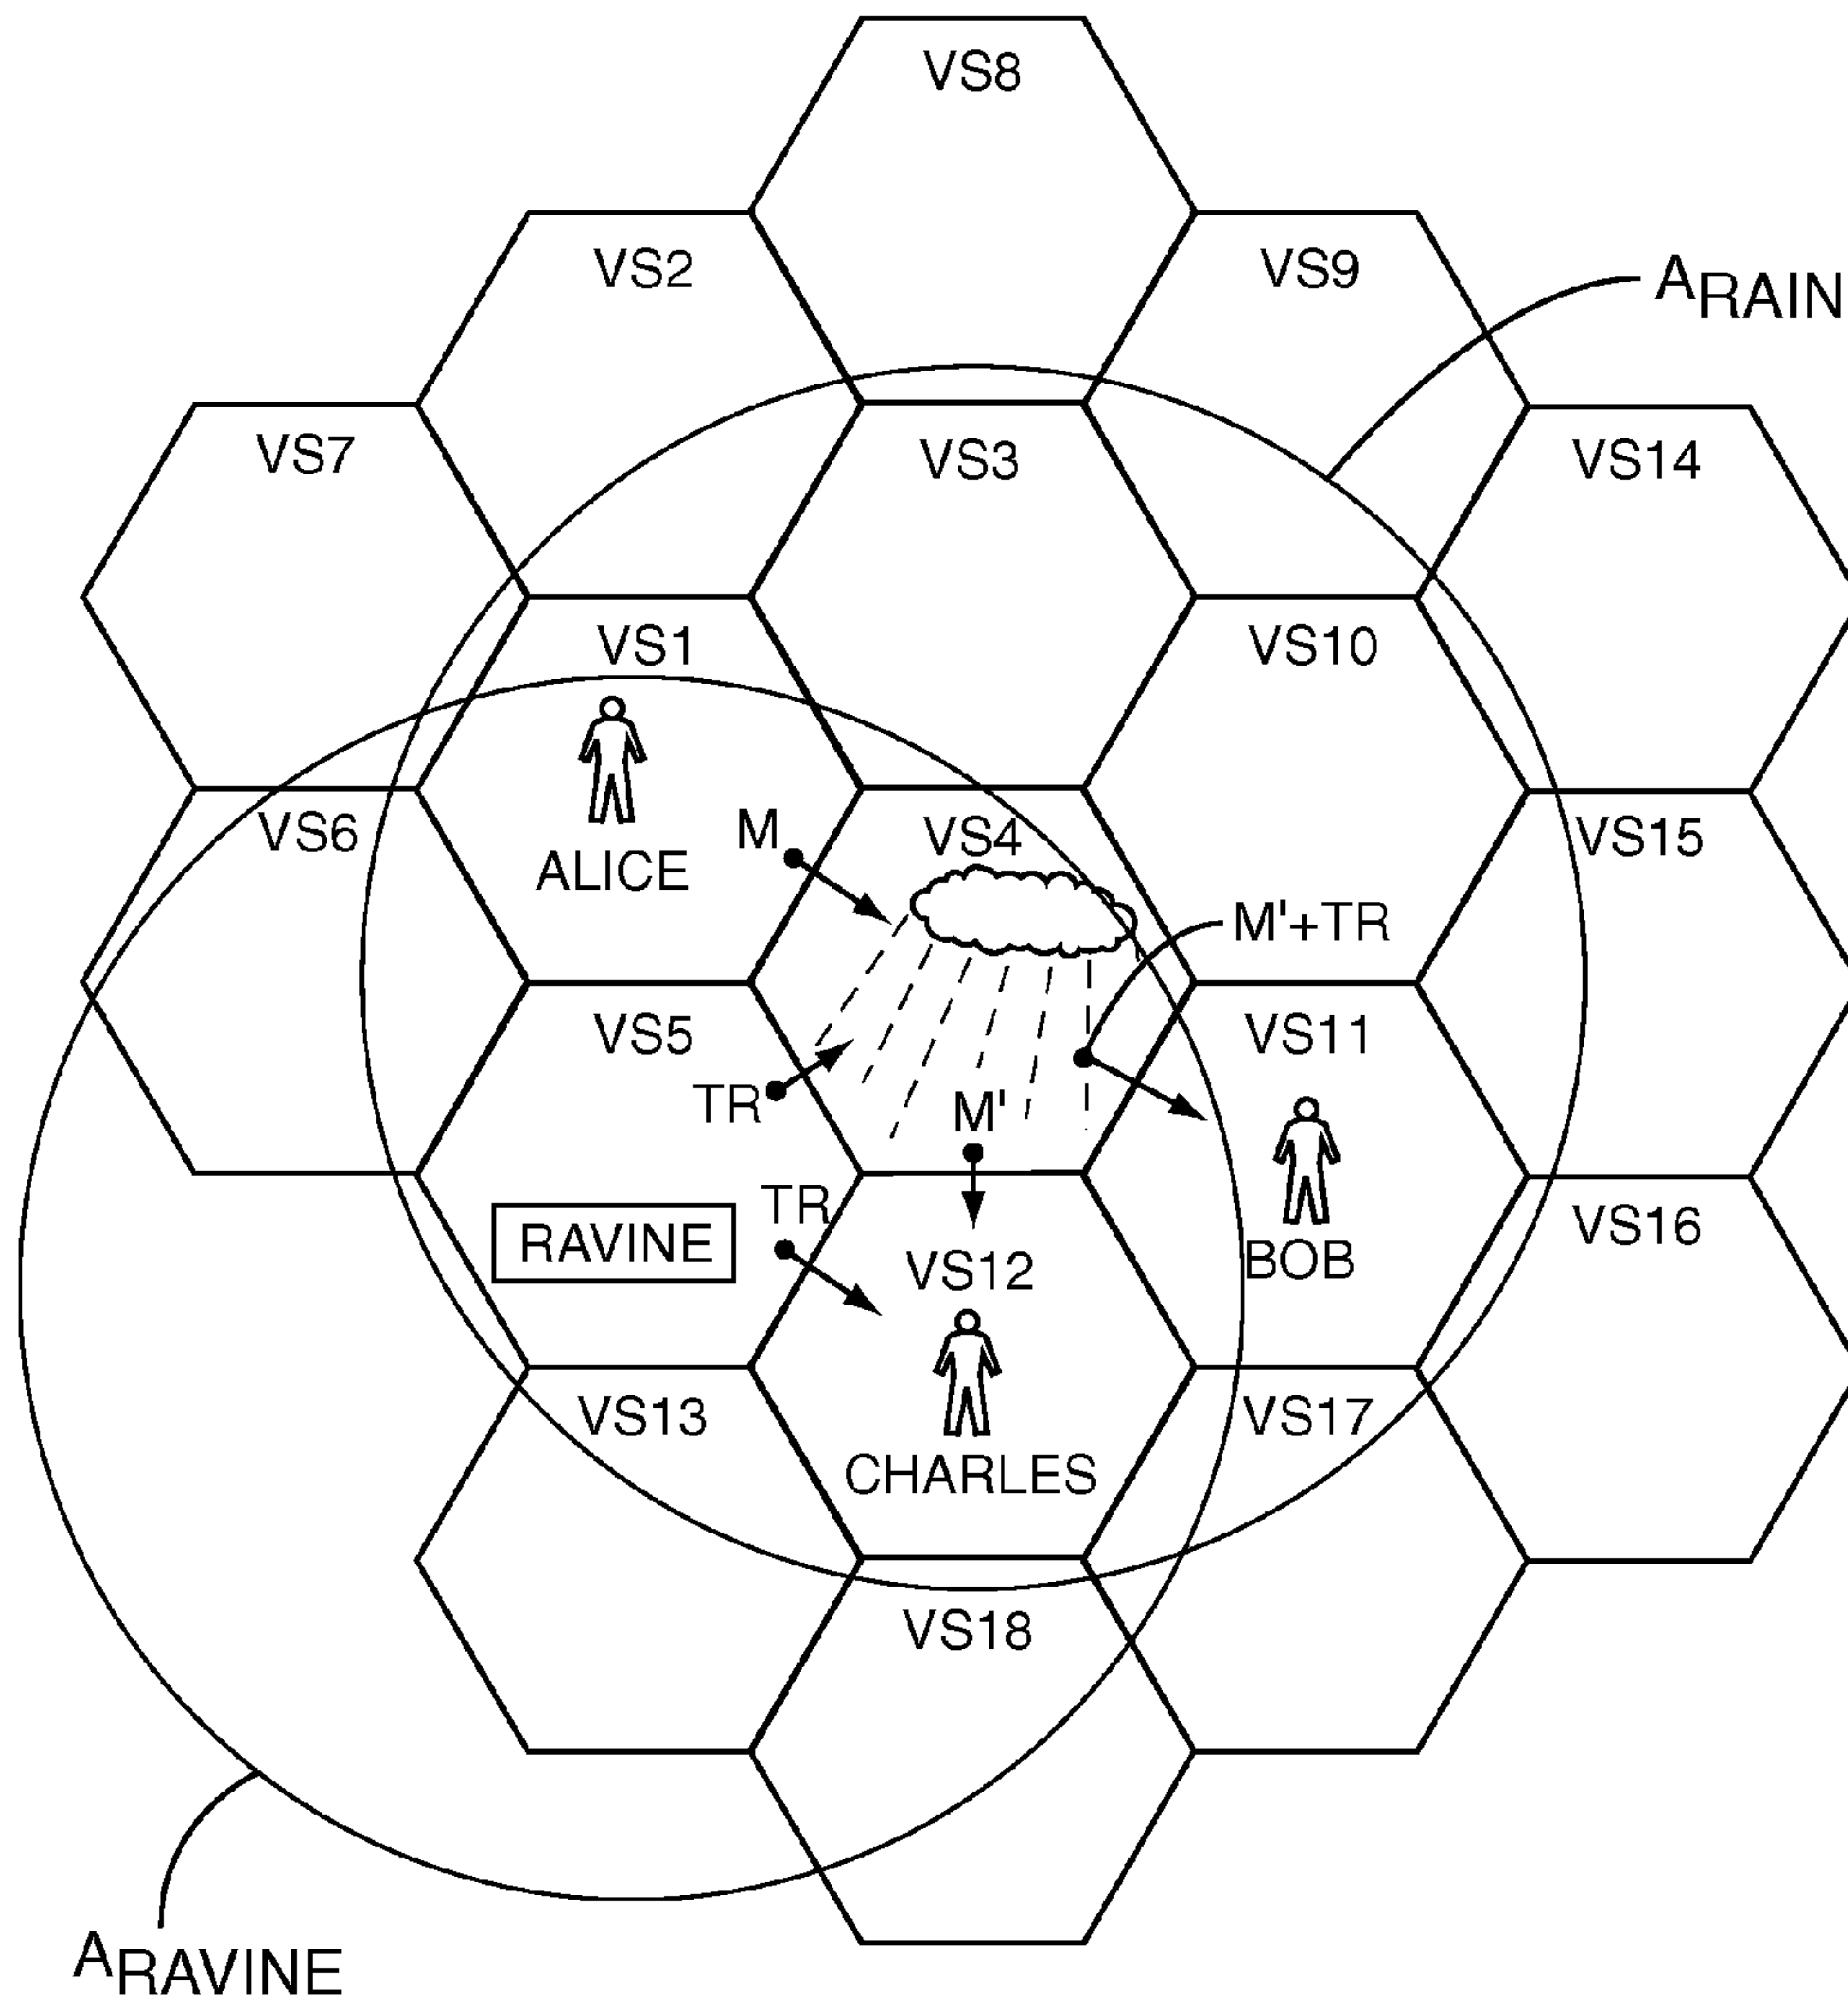 VS8
VS2
VS9
ARAIN
VS7
VS3
VS14
VS1
VS10
M
VS4
VS6
VS15
ALICE
M'+TR
VS5
VS11
TR
M'
TR
RAVINE
VS12
BOB
VS16
VS13
VS17
CHARLES
VS18
ARAVINE